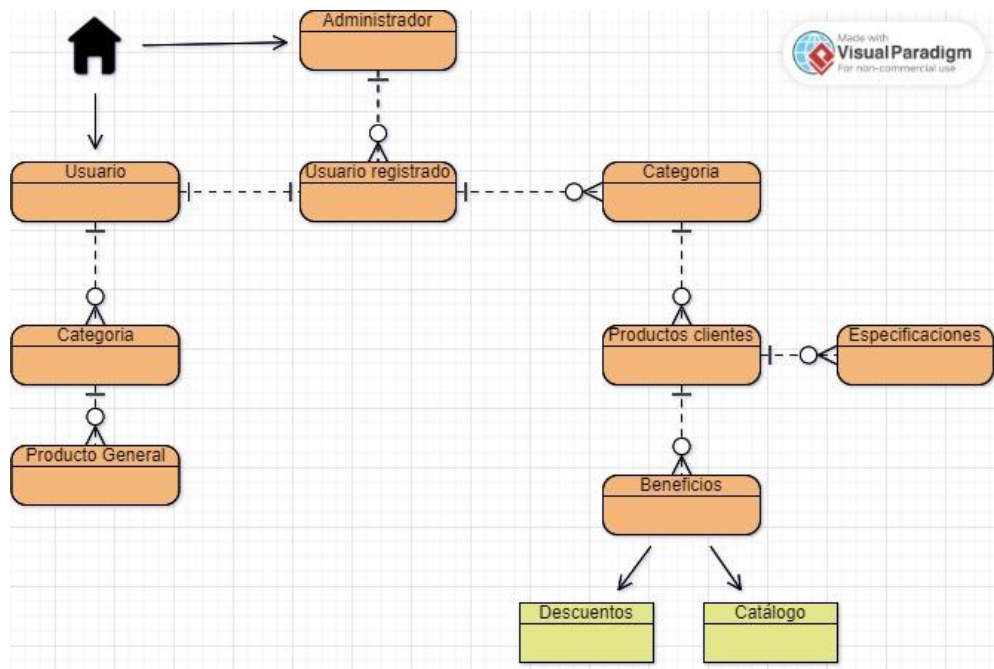 Administrador
Made with
Visual Paradigm
For non-commercial use
Usuario
Usuario registrado
Categoria
Categoria
Productos clientes
Especificaciones
Producto General
Beneficios
Descuentos
Catálogo